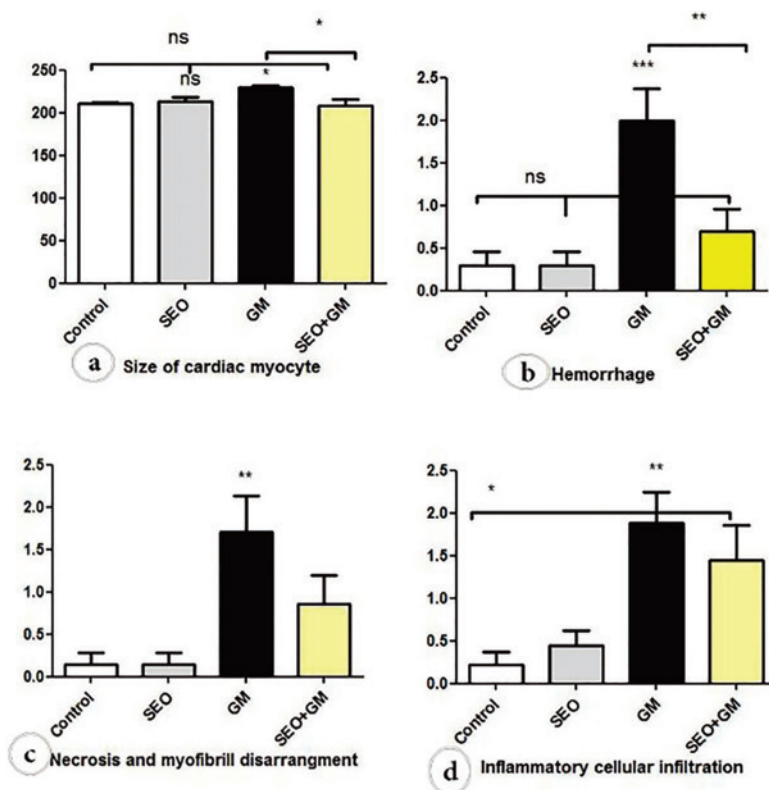 ns
*
ns
*
250
200
150
100
50
0
Control
SEO
GM
SEO+GM
a Size of cardiac myocyte
**
***
ns
2.5
2.0
1.5
1.0
0.5
0.0
Control
SEO
GM
SEO+GM
b Hemorrhage
**
2.5
2.0
1.5
1.0
0.5
0.0
Control
SEO
GM
SEO+GM
c Necrosis and myofibrill disarrangment
*
**
2.5
2.0
1.5
1.0
0.5
0.0
Control
SEO
GM
SEO+GM
d Inflammatory cellular infiltration